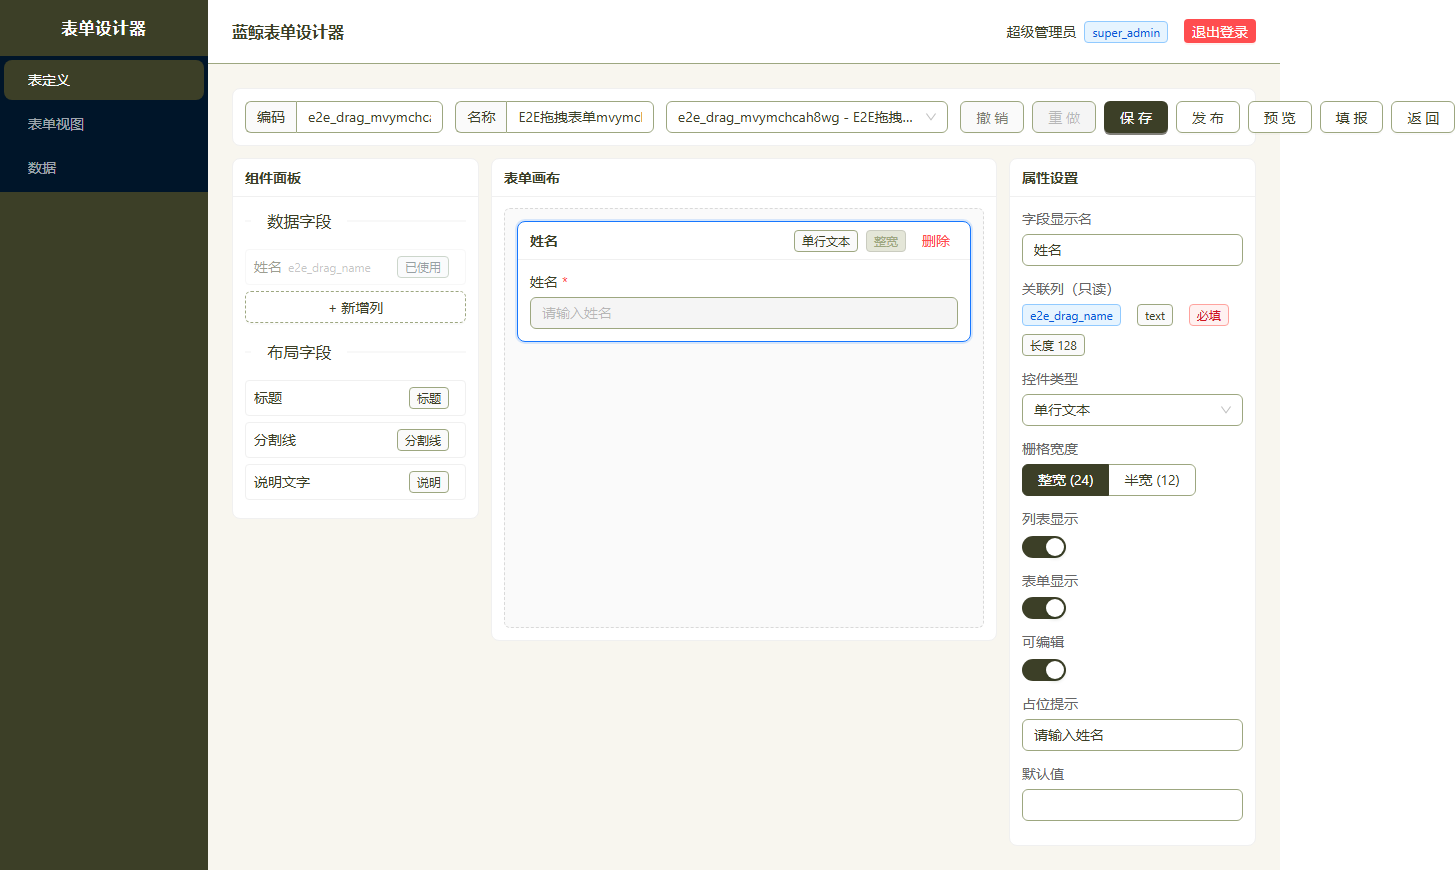 表单设计器
表定义
表单视图
数据
蓝鲸表单设计器
超级管理员 super_admin 退出登录
编码 e2e_drag_mvymchca 名称 E2E拖拽表单mvymcl e2e_drag_mvymchcah8wg - E2E拖拽... 撤 销 重 做 保 存 发 布 预 览 填 报 返 回
组件面板
数据字段
姓名 e2e_drag_name 已使用
+ 新增列
布局字段
标题 标题
分割线 分割线
说明文字 说明
表单画布
姓名 单行文本 整宽 删除
姓名 *
请输入姓名
属性设置
字段显示名
姓名
关联列（只读）
e2e_drag_name text 必填
长度 128
控件类型
单行文本
栅格宽度
整宽 (24) 半宽 (12)
列表显示
表单显示
可编辑
占位提示
请输入姓名
默认值